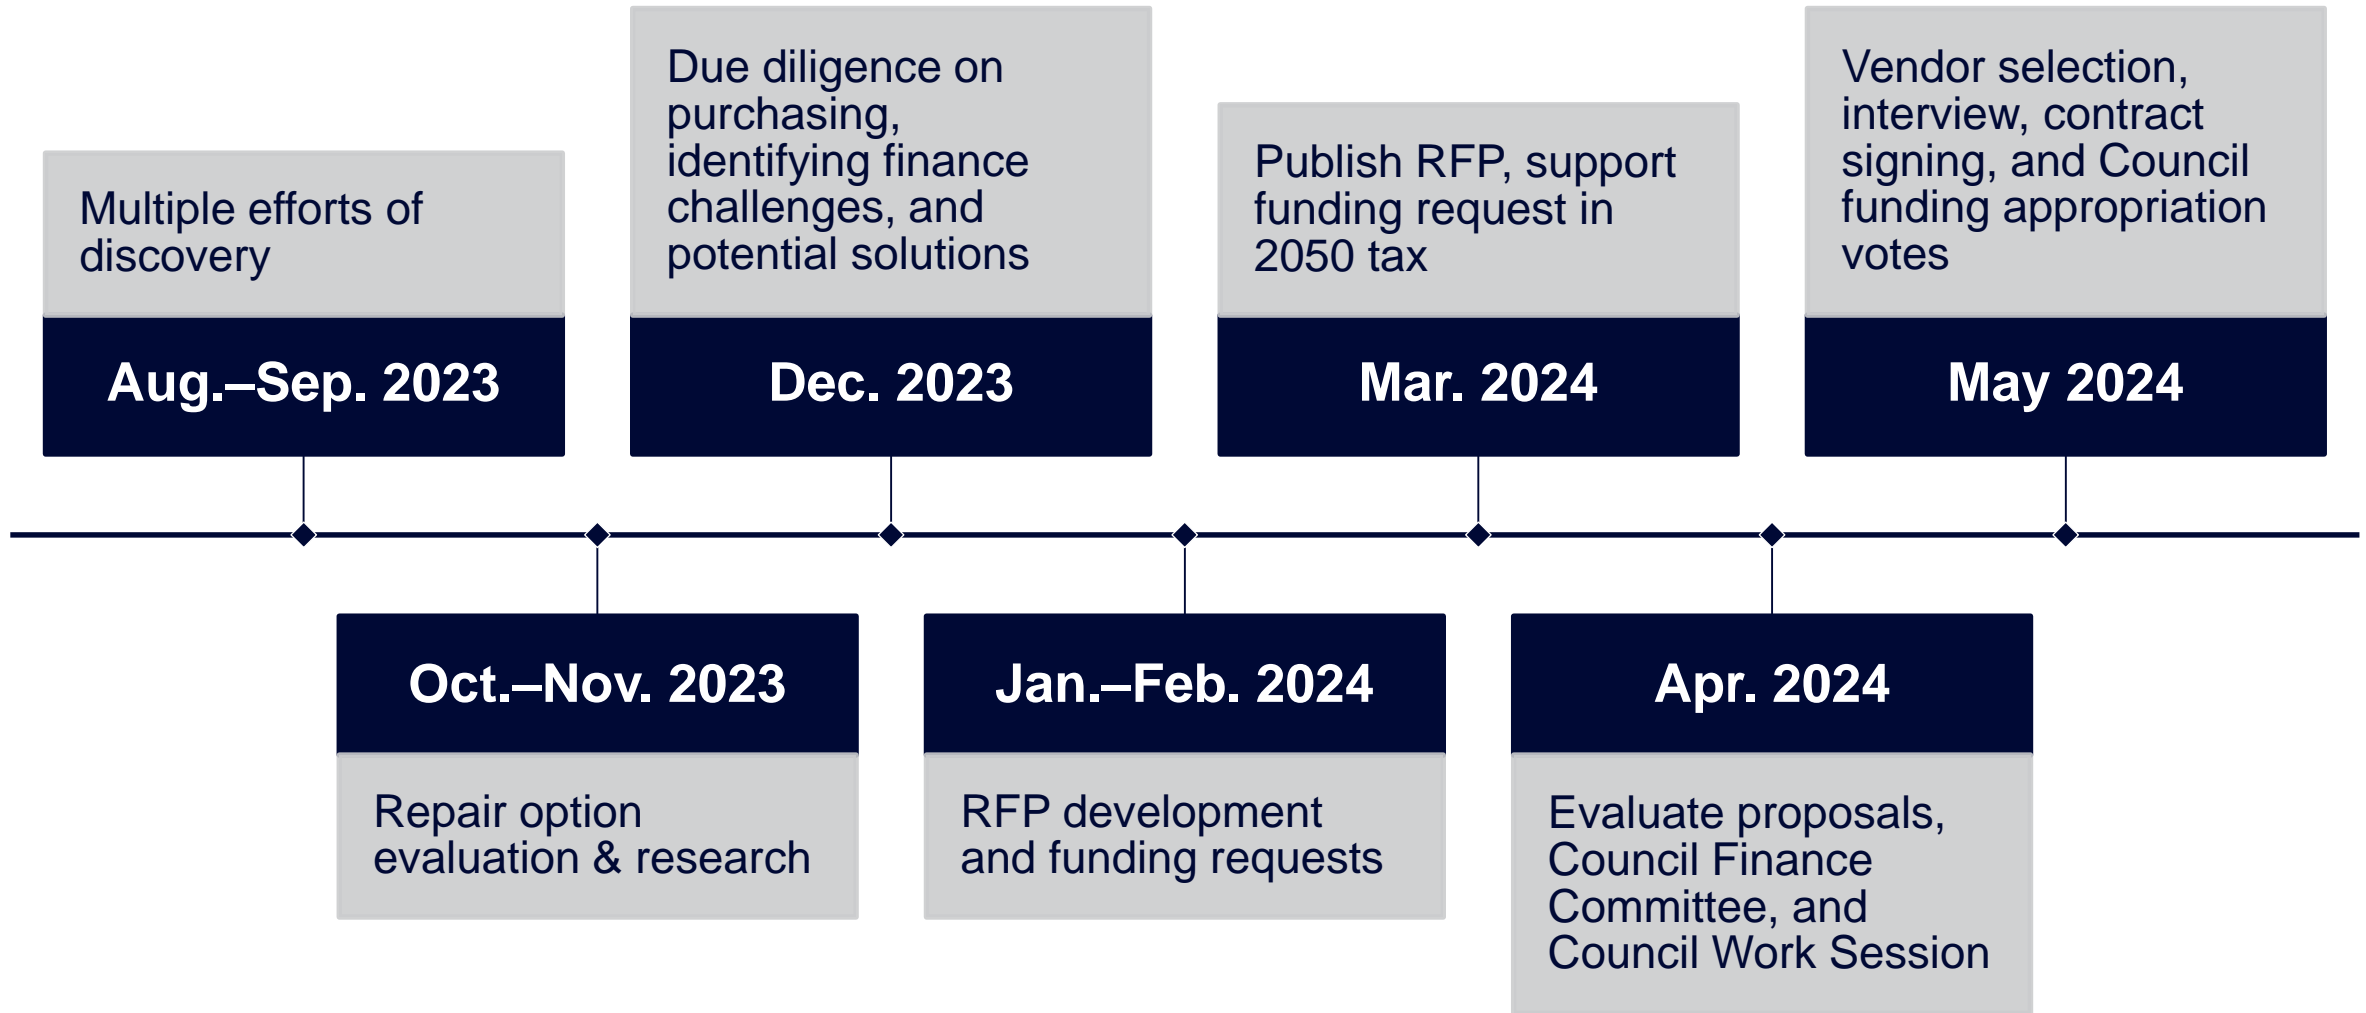 Multiple efforts of
discovery
Aug.–Sep. 2023
Oct.–Nov. 2023
Repair option
evaluation & research
Due diligence on
purchasing,
identifying finance
challenges, and
potential solutions
Dec. 2023
Jan.–Feb. 2024
RFP development
and funding requests
Publish RFP, support
funding request in
2050 tax
Mar. 2024
Apr. 2024
Evaluate proposals,
Council Finance
Committee, and
Council Work Session
Vendor selection,
interview, contract
signing, and Council
funding appropriation
votes
May 2024